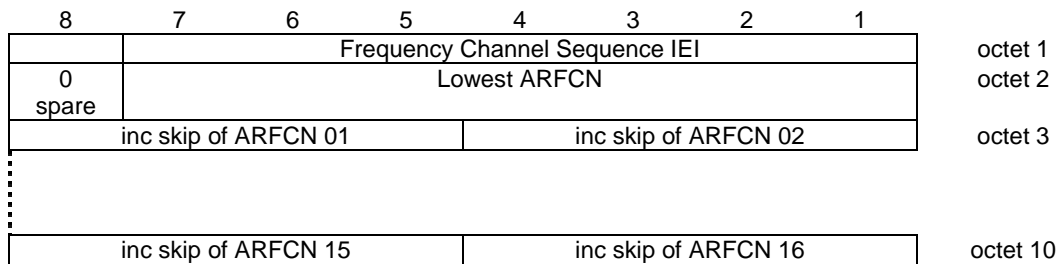 8 7 6 5 4 3 2 1
Frequency Channel Sequence IEI octet 1
0 Lowest ARFCN octet 2
spare
inc skip of ARFCN 01 inc skip of ARFCN 02 octet 3
inc skip of ARFCN 15 inc skip of ARFCN 16 octet 10